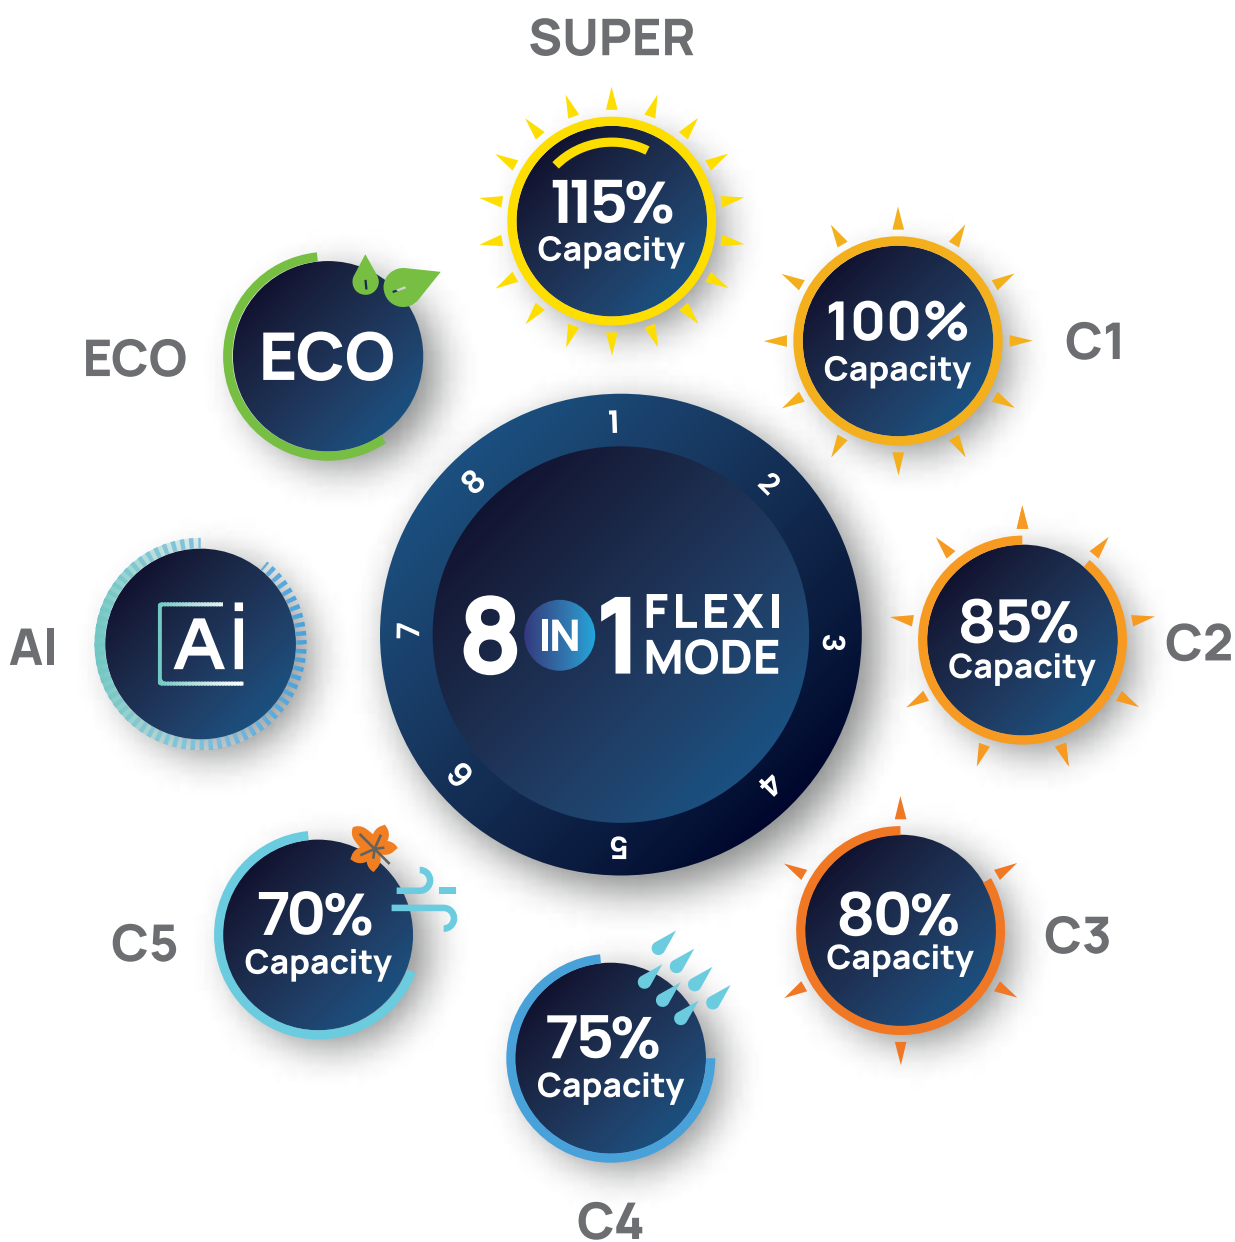 SUPER
115%
Capacity
100%
Capacity
C1
85%
Capacity
C2
80%
Capacity
C3
75%
Capacity
C4
70%
Capacity
C5
Ai
AI
ECO
ECO
1
2
3
4
5
6
7
8
8 IN 1 FLEXI
MODE